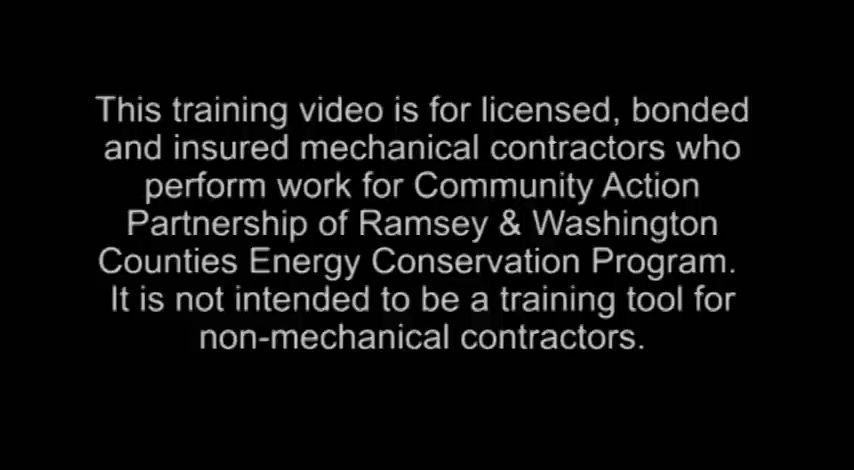 This training video is for licensed, bonded
and insured mechanical contractors who
perform work for Community Action
Partnership of Ramsey & Washington
Counties Energy Conservation Program.
It is not intended to be a training tool for
non-mechanical contractors.